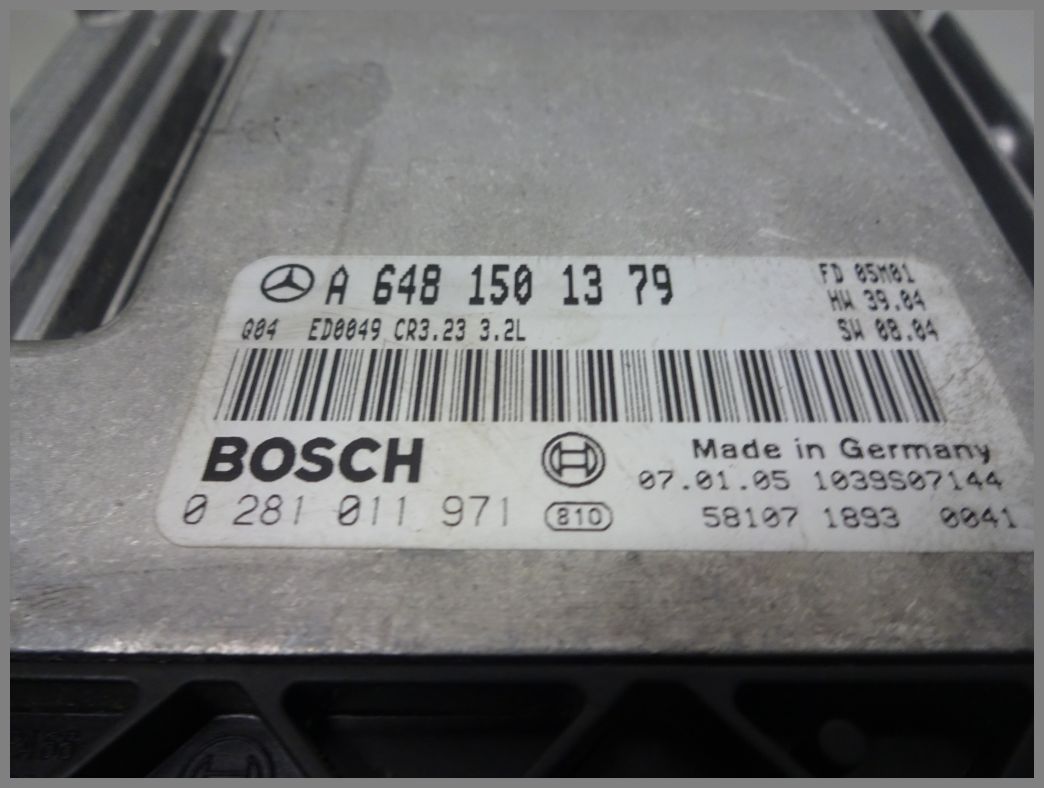 A 648 150 13 79
FD 05M01
HW 39.04
Q04 ED0049 CR3.23 3.2L
SW 08.04
BOSCH
Made in Germany
07.01.05 1039S07144
0 281 011 971
810
58107 1893 0041